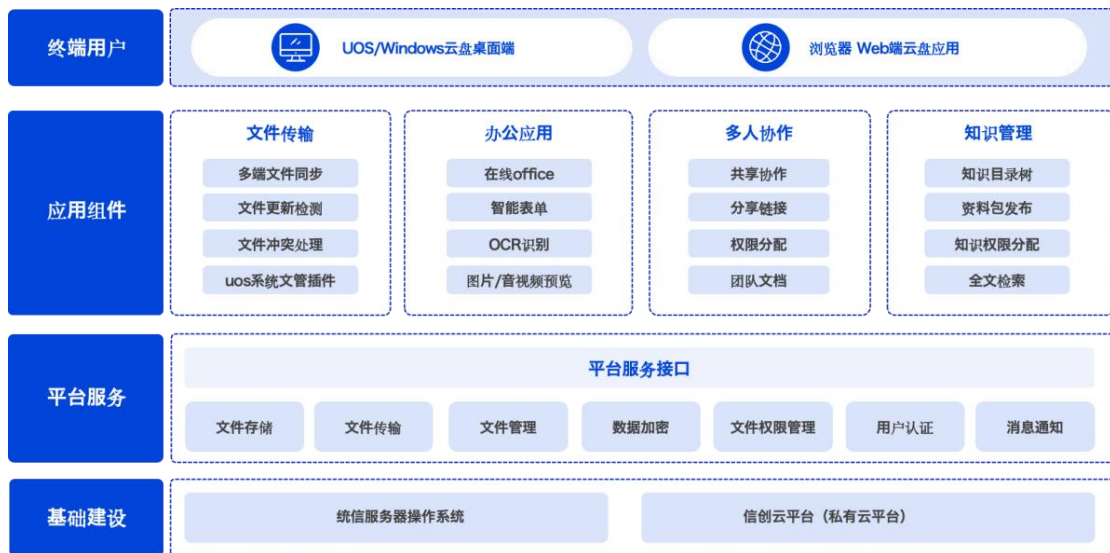 终端用户
UOS/Windows云盘桌面端
浏览器 Web端云盘应用
应用组件
文件传输
多端文件同步
文件更新检测
文件冲突处理
uos系统文管插件
办公应用
在线office
智能表单
OCR识别
图片/音视频预览
多人协作
共享协作
分享链接
权限分配
团队文档
知识管理
知识目录树
资料包发布
知识权限分配
全文检索
平台服务
平台服务接口
文件存储
文件传输
文件管理
数据加密
文件权限管理
用户认证
消息通知
基础建设
统信服务器操作系统
信创云平台（私有云平台）